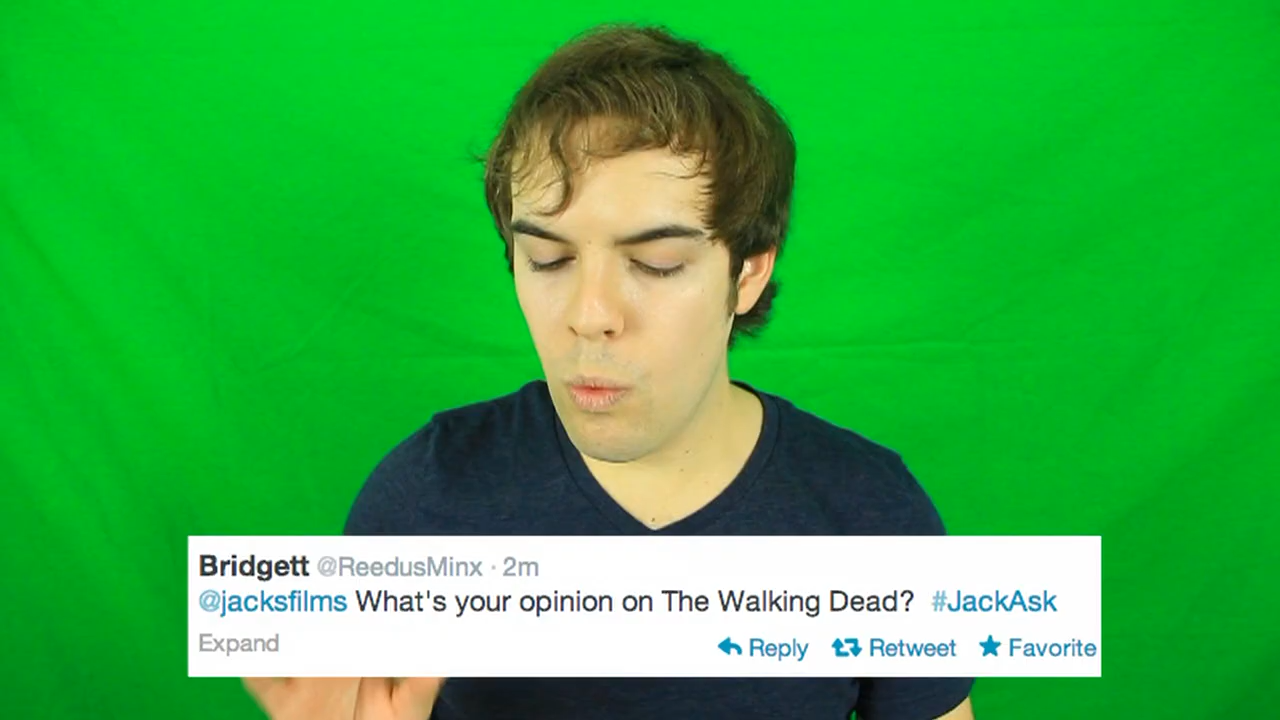 Bridgett @ReedusMinx · 2m
@jacksfilms What's your opinion on The Walking Dead? #JackAsk
Expand Reply Retweet Favorite